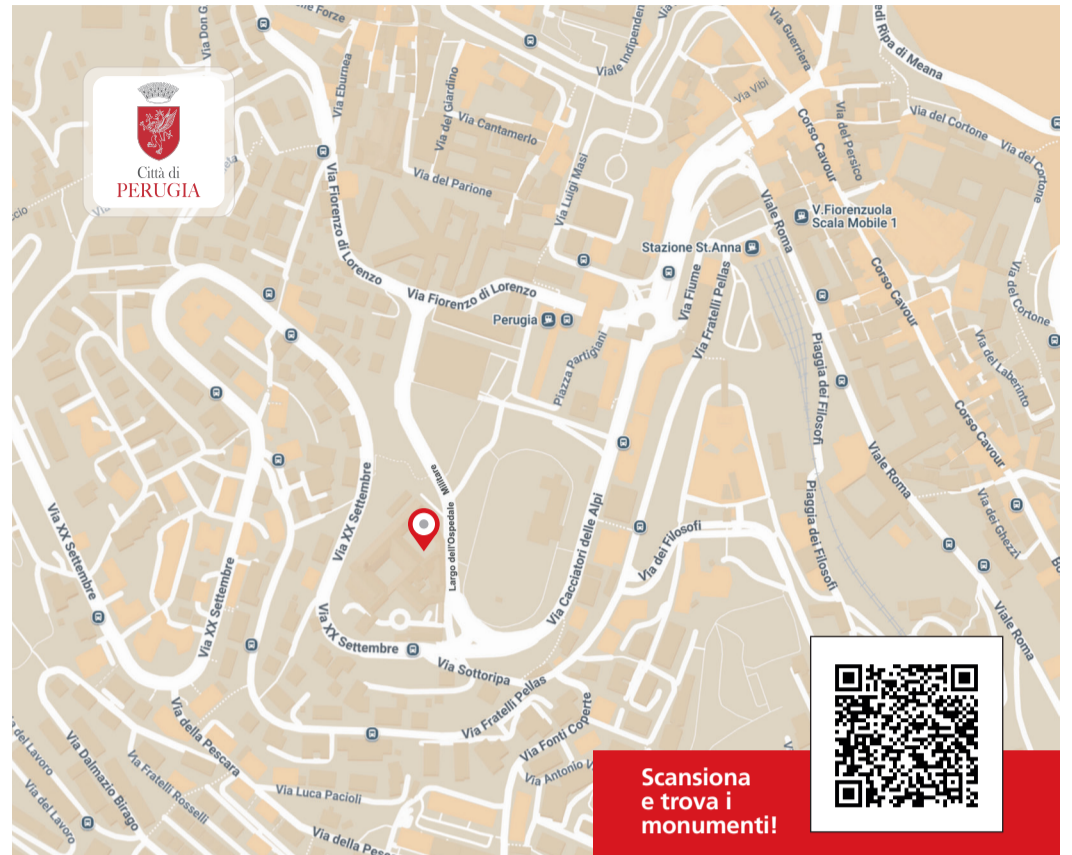 Via Don G
le Forze
Viale Indipenden
Via Guerriera
edi Ripa di Meana
Via Eburnea
Via del Giardino
Via Vibi
Via Cantamerlo
Corso Cavour
Via del Persico
Via del Cortone
Via del Cortone
Città di
PERUGIA
Via del Parione
Via Luigi Masi
Viale Roma
V.Fiorenzuola
Scala Mobile 1
Stazione St.Anna
Via Fiorenzo di Lorenzo
Via Fiorenzo di Lorenzo
Via Fiume
Via Fratelli Pellas
Corso Cavour
Via del Cortone
Perugia
Piazza Partigiani
Piaggia dei Filosofi
Via del Laberinto
Corso Cavour
Viale Roma
Militare
Largo dell'Ospedale
Via XX Settembre
Via XX Settembre
Via XX Settembre
Via XX Settembre
Via Cacciatori delle Alpi
Via dei Filosofi
Piaggia dei Filosofi
Via dei Ghezzi
Viale Roma
Via Sottoripa
Via Fratelli Pellas
Via Fonti Coperte
Via Antonio V
Via della Pescara
Via Dalmazio Birago
Via Fratelli Rosselli
Via Luca Pacioli
Via della Pes
a del Lavoro
Via del Lavoro
Scansiona
e trova i
monumenti!